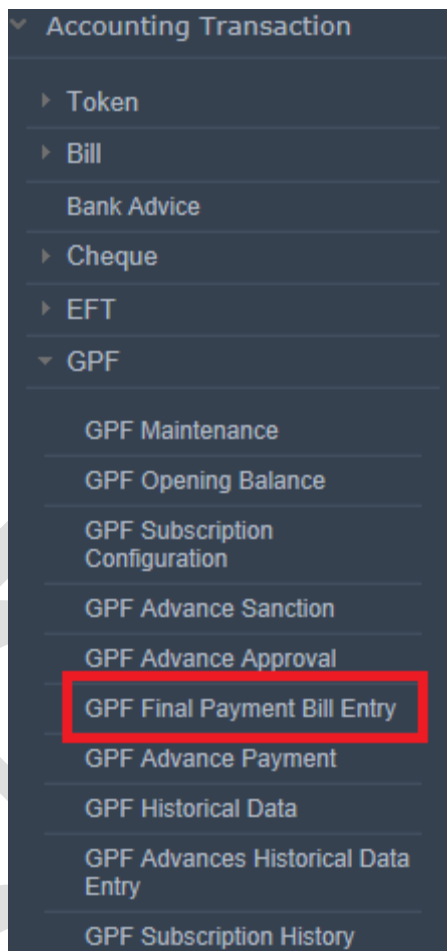 Accounting Transaction
Token
Bill
Bank Advice
Cheque
EFT
GPF
GPF Maintenance
GPF Opening Balance
GPF Subscription
Configuration
GPF Advance Sanction
GPF Advance Approval
GPF Final Payment Bill Entry
GPF Advance Payment
GPF Historical Data
GPF Advances Historical Data
Entry
GPF Subscription History